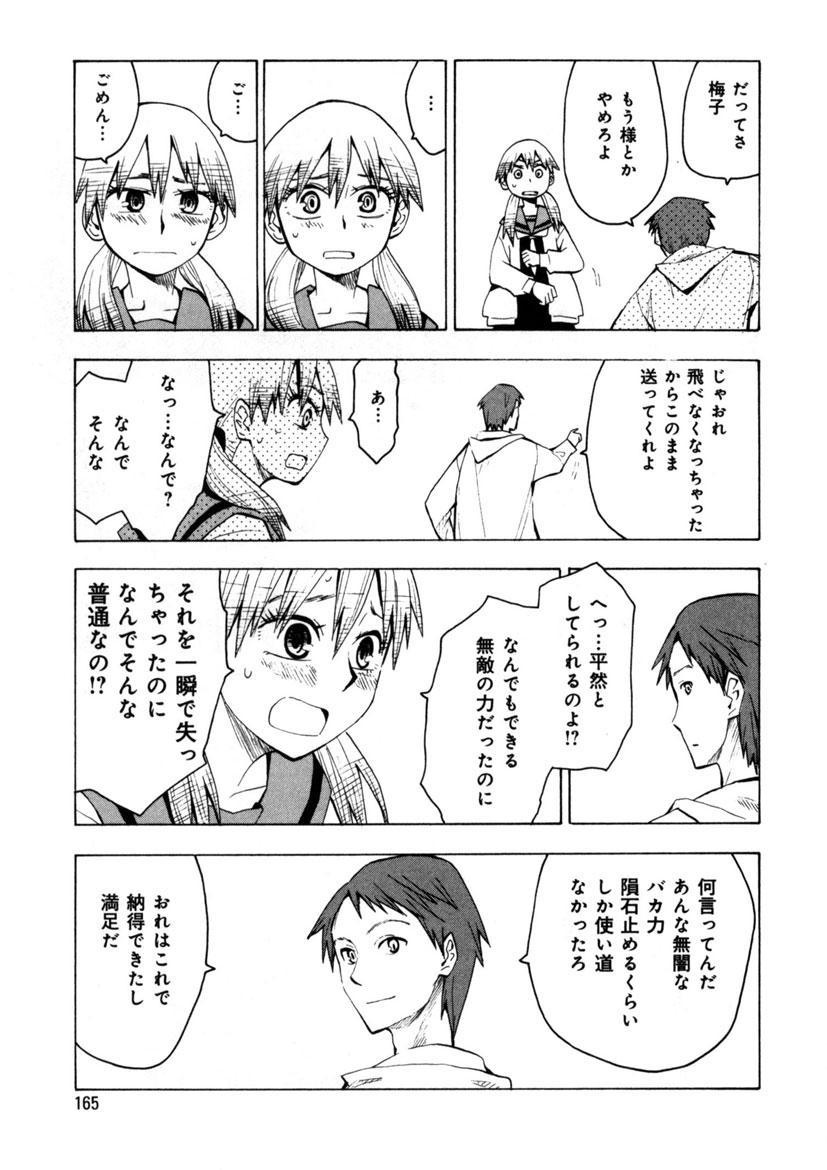 だってさ
梅子
もう様とか
やめろよ
…
ご…
ごめん…
じゃおれ
飛べなくなっちゃった
からこのまま
送ってくれよ
あ…
なっ…なんで?
なんで
そんな
へっ…平然と
してられるのよ!?
なんでもできる
無敵の力だったのに
それを一瞬で失っ
ちゃったのに
なんでそんな
普通なの!?
何言ってんだ
あんな無闇な
バカ力
隕石止めるくらい
しか使い道
なかったろ
おれはこれで
納得できたし
満足だ
165